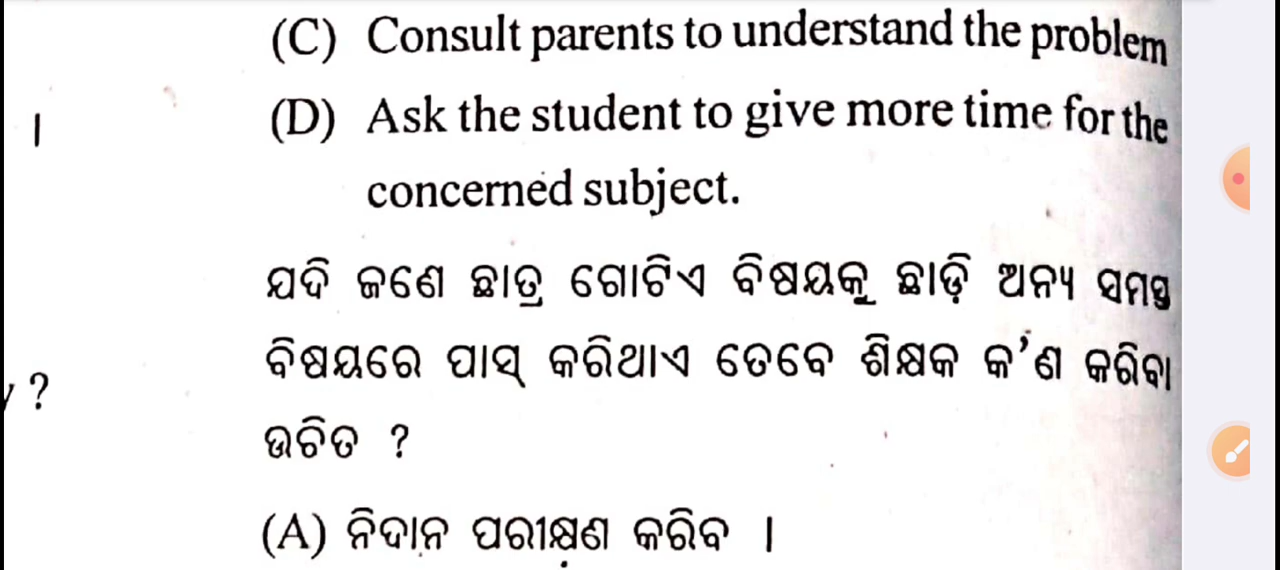 (C) Consult parents to understand the problem
(D) Ask the student to give more time for the
concerned subject.
ଯଦି ଜଣେ ଛାତ୍ର ଗୋଟିଏ ବିଷୟକୁ ଛାଡ଼ି ଅନ୍ୟ ସମସ୍ତ
ବିଷୟରେ ପାସ୍ କରିଥାଏ ତେବେ ଶିକ୍ଷକ କ'ଣ କରିବା
ଉଚିତ ?
(A) ନିଦାନ ପରୀକ୍ଷଣ କରିବ ।